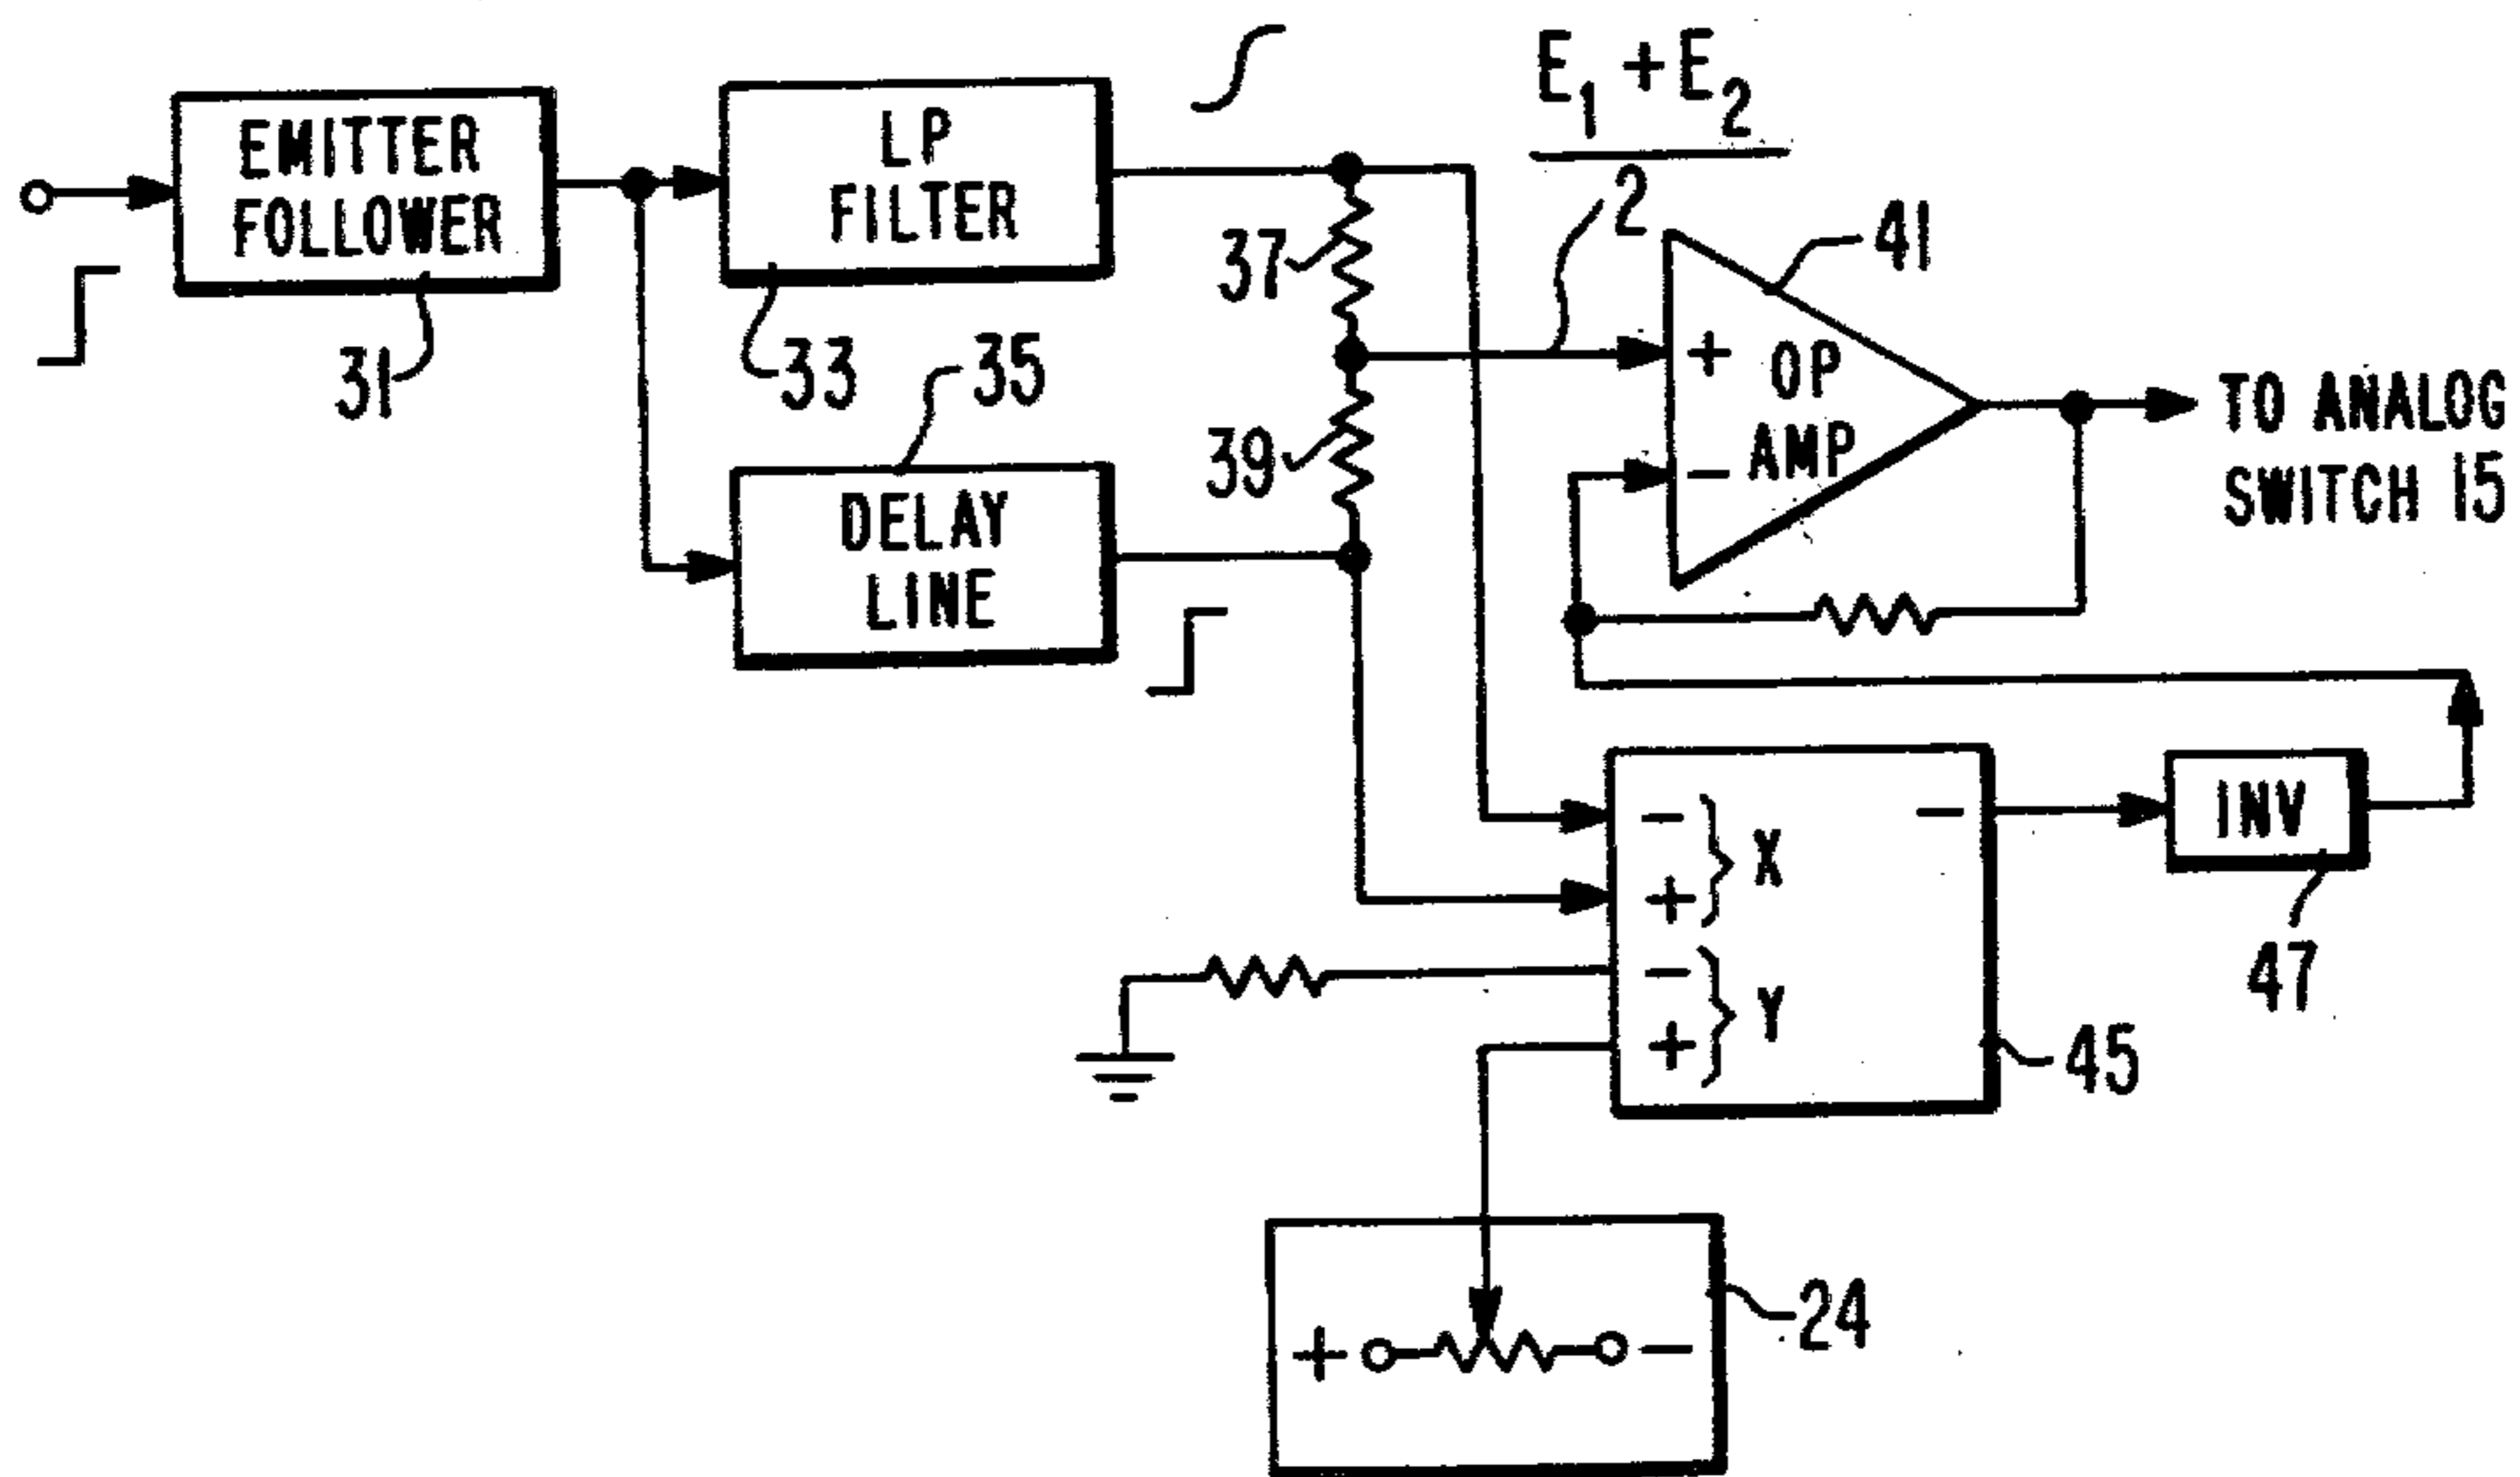 EMITTER
FOLLOWER
31
LP
FILTER
33
E1 + E2
2
37
41
+ OP
- AMP
TO ANALOG
SWITCH 15
35
39
DELAY
LINE
-
+
X
-
INV
47
-
+
Y
45
24
+
-